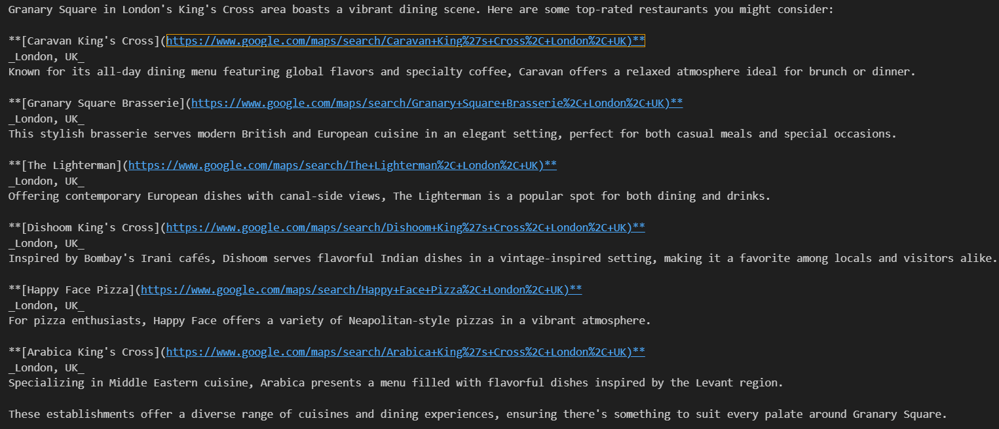 Granary Square in London's King's Cross area boasts a vibrant dining scene. Here are some top-rated restaurants you might consider:
**[Caravan King's Cross](https://www.google.com/maps/search/Caravan+King%27s+Cross%2C+London%2C+UK)**
_London, UK_
Known for its all-day dining menu featuring global flavors and specialty coffee, Caravan offers a relaxed atmosphere ideal for brunch or dinner.
**[Granary Square Brasserie](https://www.google.com/maps/search/Granary+Square+Brasserie%2C+London%2C+UK)**
_London, UK_
This stylish brasserie serves modern British and European cuisine in an elegant setting, perfect for both casual meals and special occasions.
**[The Lighterman](https://www.google.com/maps/search/The+Lighterman%2C+London%2C+UK)**
_London, UK_
Offering contemporary European dishes with canal-side views, The Lighterman is a popular spot for both dining and drinks.
**[Dishoom King's Cross](https://www.google.com/maps/search/Dishoom+King%27s+Cross%2C+London%2C+UK)**
_London, UK_
Inspired by Bombay's Irani cafés, Dishoom serves flavorful Indian dishes in a vintage-inspired setting, making it a favorite among locals and visitors alike.
**[Happy Face Pizza](https://www.google.com/maps/search/Happy+Face+Pizza%2C+London%2C+UK)**
_London, UK_
For pizza enthusiasts, Happy Face offers a variety of Neapolitan-style pizzas in a vibrant atmosphere.
**[Arabica King's Cross](https://www.google.com/maps/search/Arabica+King%27s+Cross%2C+London%2C+UK)**
_London, UK_
Specializing in Middle Eastern cuisine, Arabica presents a menu filled with flavorful dishes inspired by the Levant region.
These establishments offer a diverse range of cuisines and dining experiences, ensuring there's something to suit every palate around Granary Square.